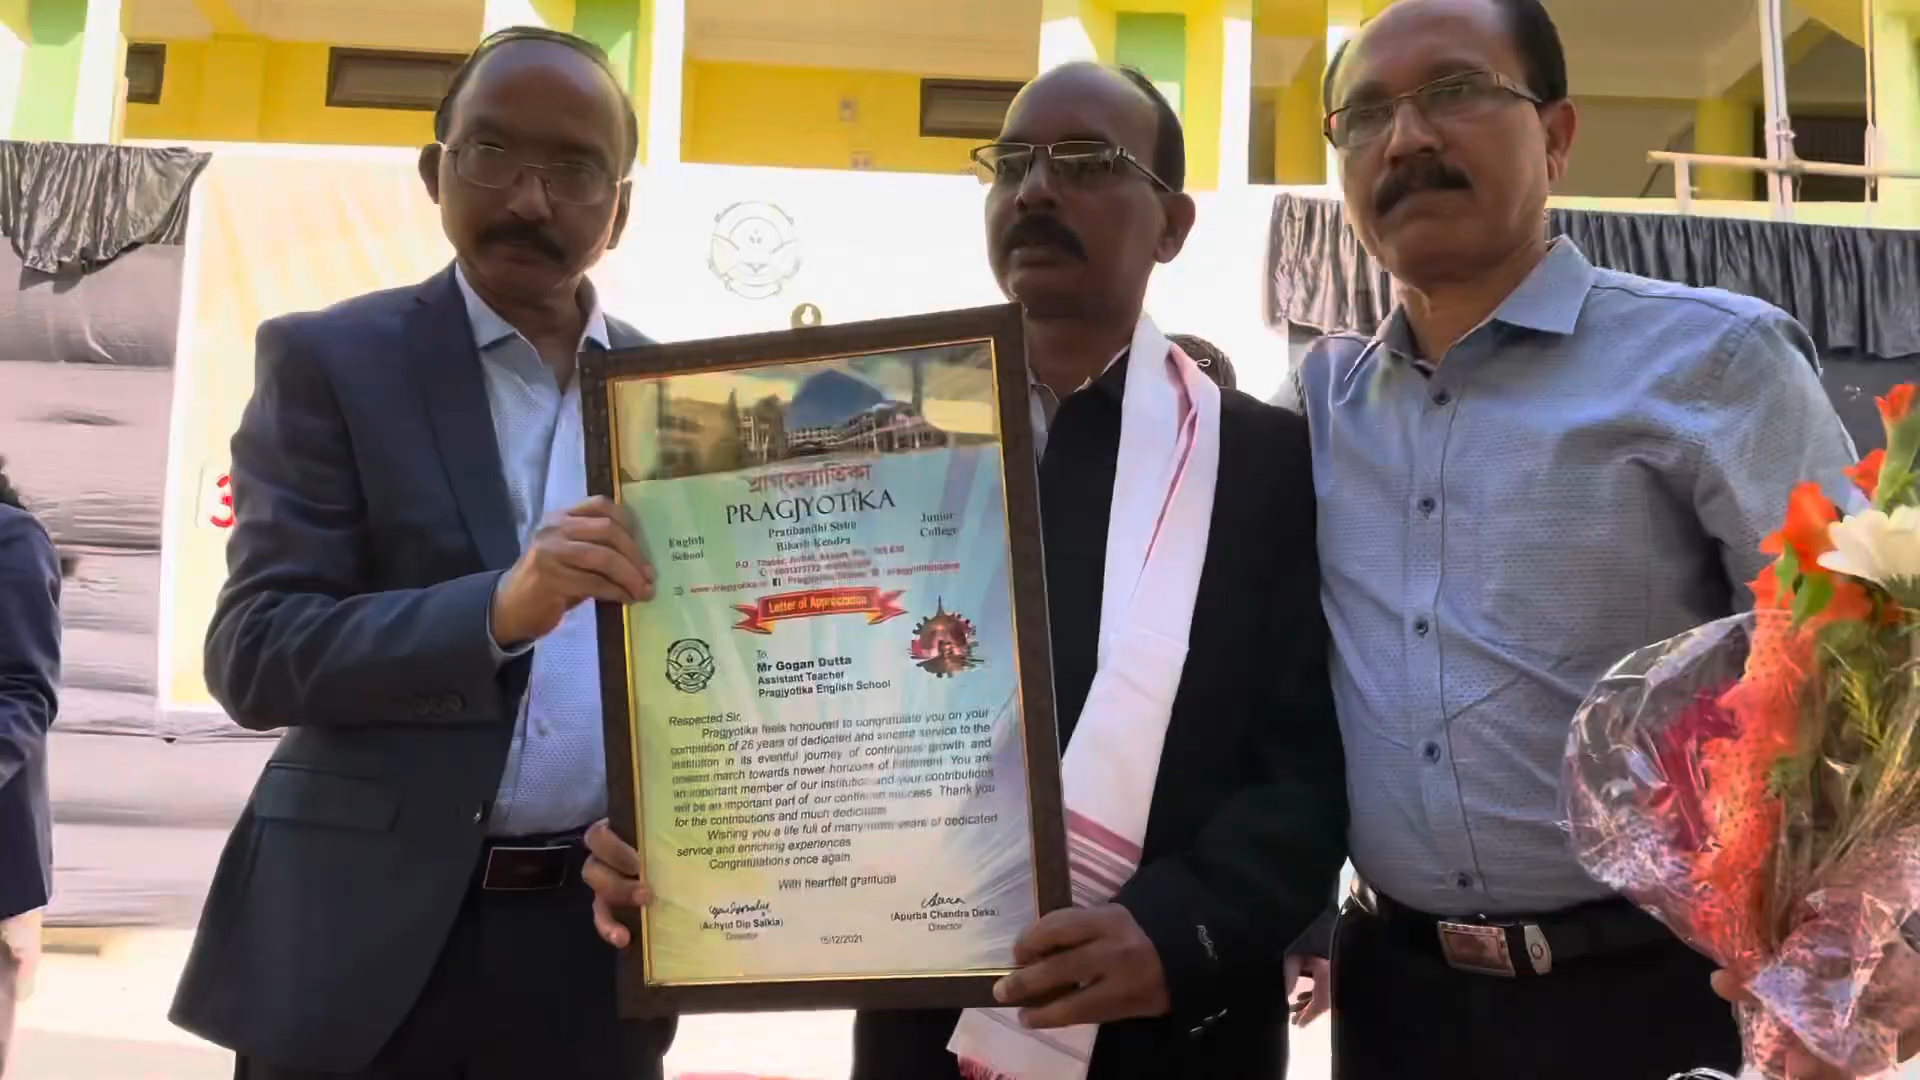 প্ৰাগজ্যোতিকা
PRAGJYOTIKA
English School
Pratibandhi Sishu Bikash Kendra
Junior College
Letter of Appreciation
To,
Mr Gogan Dutta
Assistant Teacher
Pragjyotika English School
Respected Sir,
Pragjyotika feels honoured to congratulate you on your
completion of 26 years of dedicated and sincere service to the
institution in its eventful journey of continuous growth and
onward march towards newer horizons of fulfillment. You are
an important member of our institution and your contributions
will be an important part of our continued success. Thank you
for the contributions and much dedication.
Wishing you a life full of many more years of dedicated
service and enriching experiences
Congratulations once again.
With heartfelt gratitude
(Achyut Dip Saikia)
Director
(Apurba Chandra Deka)
Director
15/12/2021